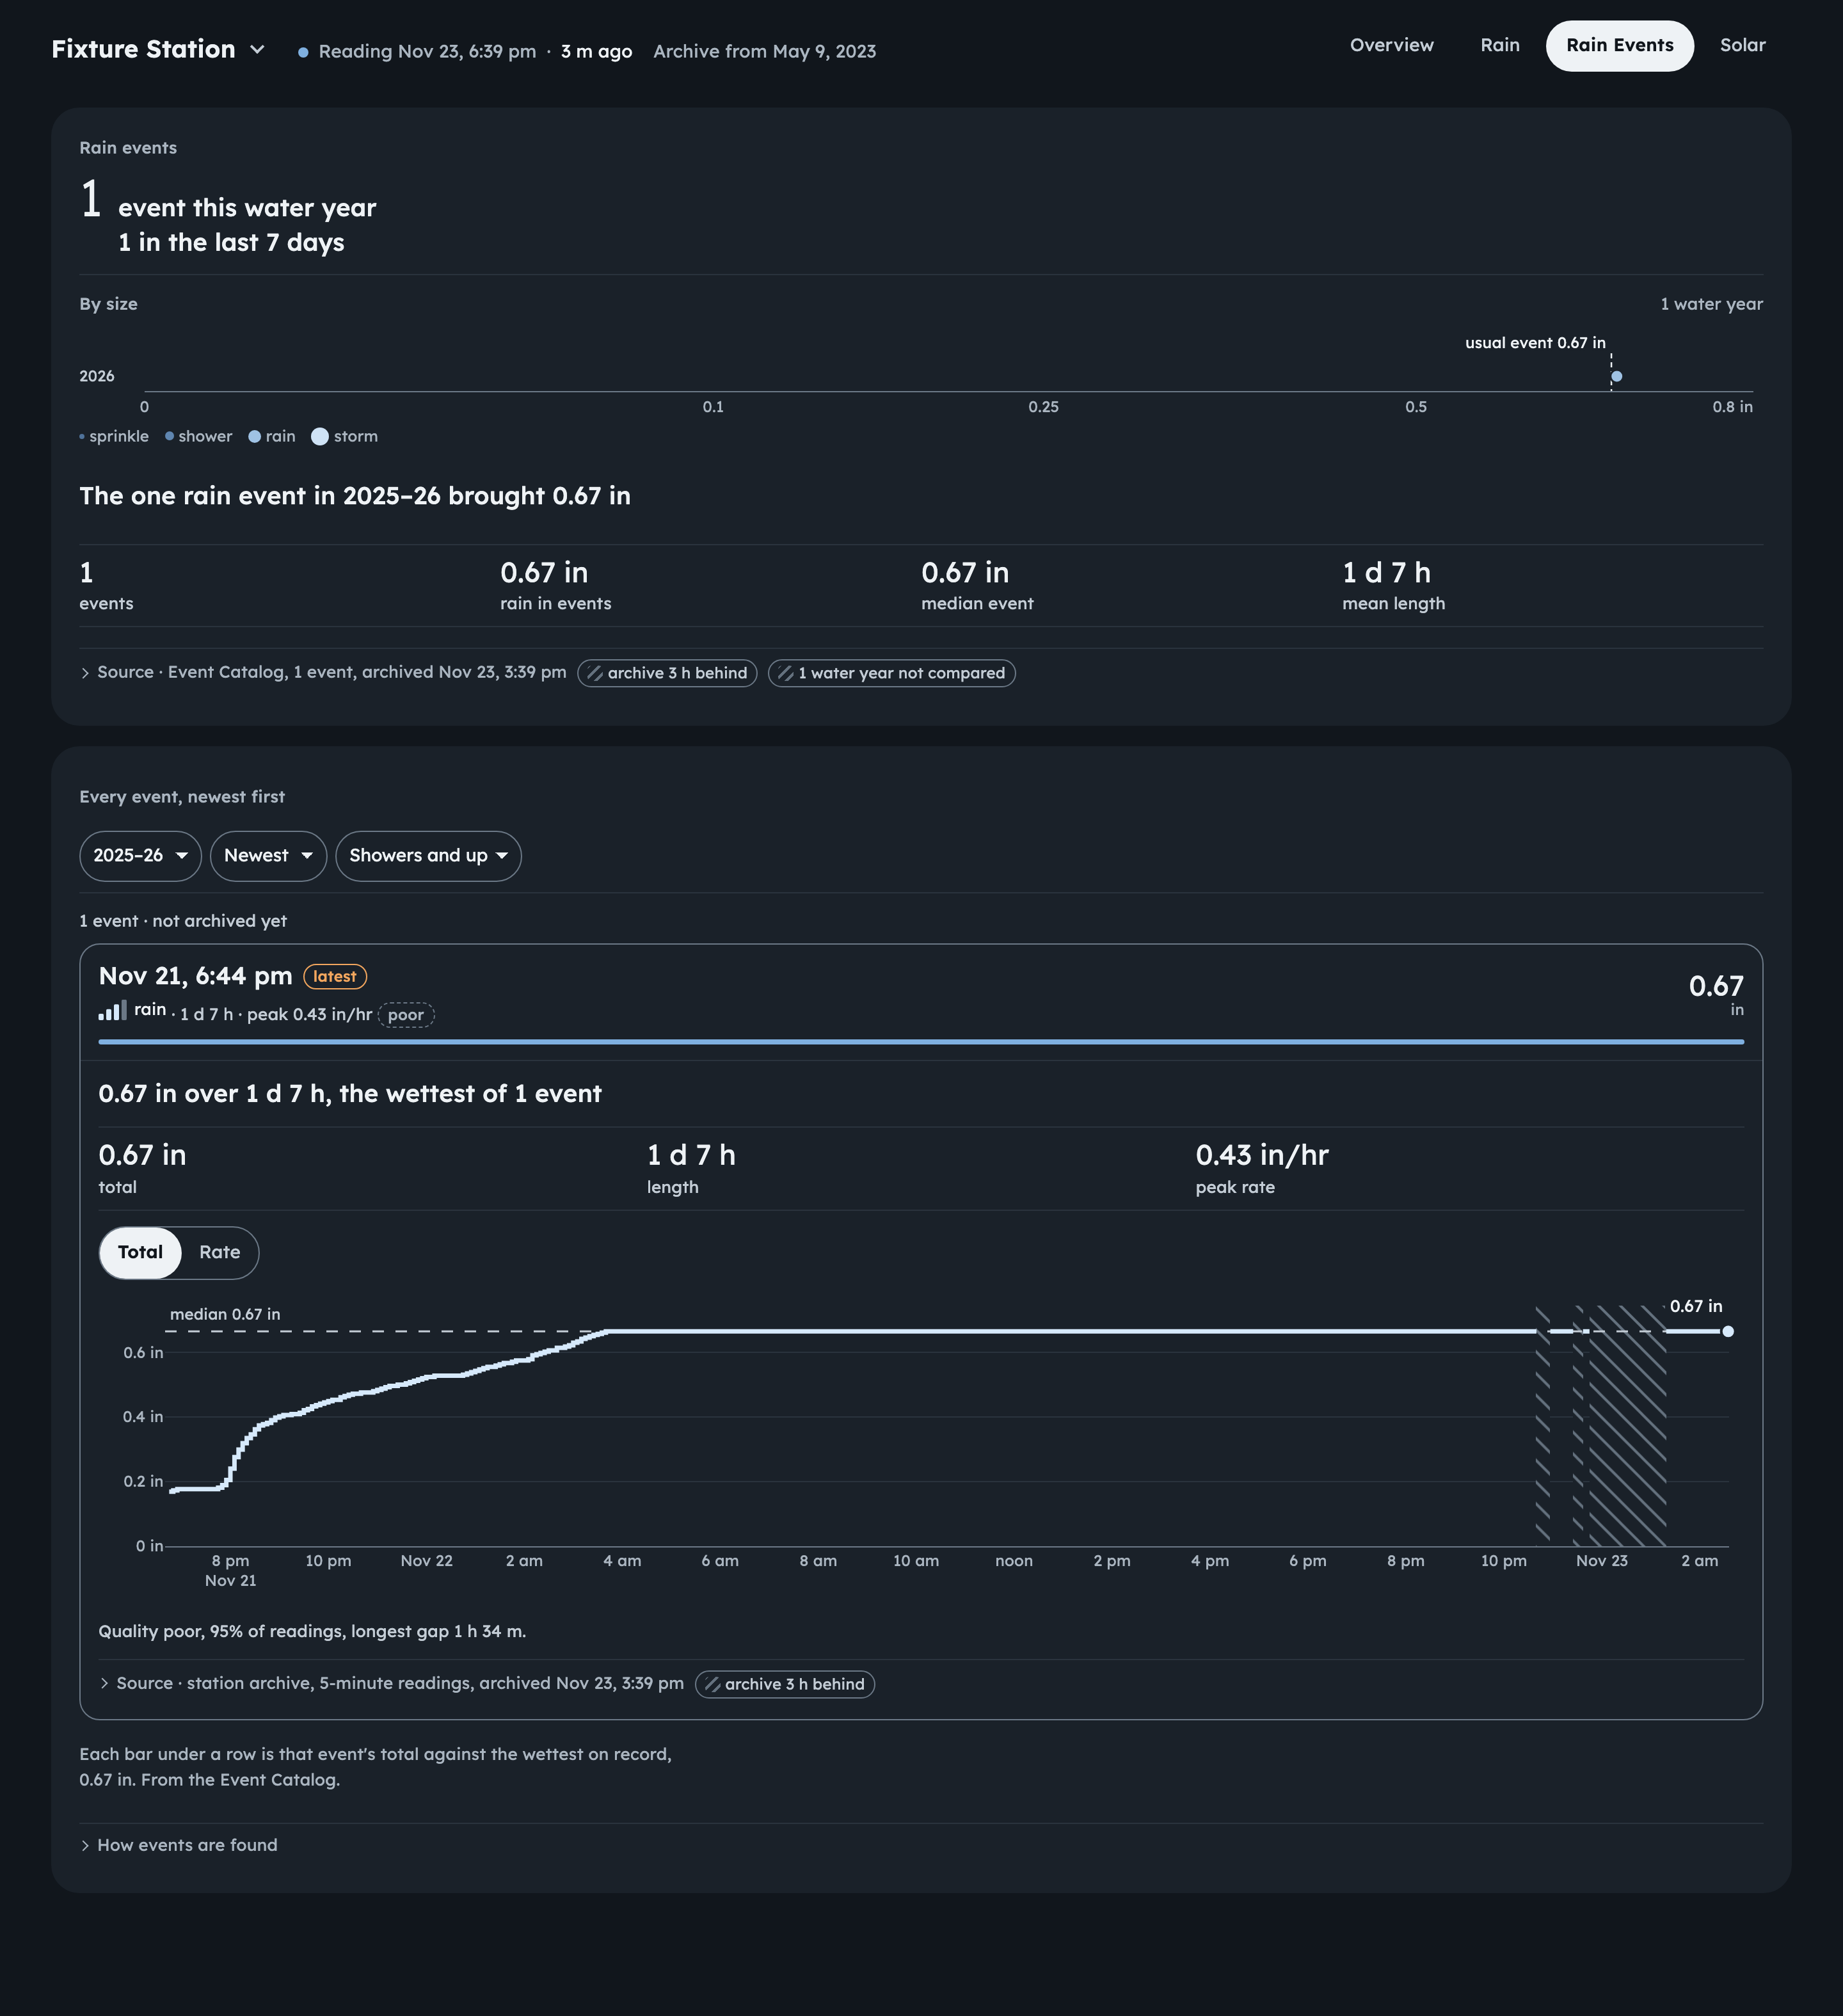 Fixture Station
Reading Nov 23, 6:39 pm · 3 m ago Archive from May 9, 2023
Overview Rain Rain Events Solar
Rain events
1 event this water year
1 in the last 7 days
By size 1 water year
usual event 0.67 in
2026
0 0.1 0.25 0.5 0.8 in
sprinkle shower rain storm
The one rain event in 2025–26 brought 0.67 in
1 0.67 in 0.67 in 1 d 7 h
events rain in events median event mean length
Source · Event Catalog, 1 event, archived Nov 23, 3:39 pm archive 3 h behind 1 water year not compared
Every event, newest first
2025–26 Newest Showers and up
1 event · not archived yet
Nov 21, 6:44 pm latest
0.67
in
rain · 1 d 7 h · peak 0.43 in/hr poor
0.67 in over 1 d 7 h, the wettest of 1 event
0.67 in 1 d 7 h 0.43 in/hr
total length peak rate
Total Rate
median 0.67 in 0.67 in
0.6 in
0.4 in
0.2 in
0 in
8 pm 10 pm Nov 22 2 am 4 am 6 am 8 am 10 am noon 2 pm 4 pm 6 pm 8 pm 10 pm Nov 23 2 am
Nov 21
Quality poor, 95% of readings, longest gap 1 h 34 m.
Source · station archive, 5-minute readings, archived Nov 23, 3:39 pm archive 3 h behind
Each bar under a row is that event's total against the wettest on record,
0.67 in. From the Event Catalog.
How events are found